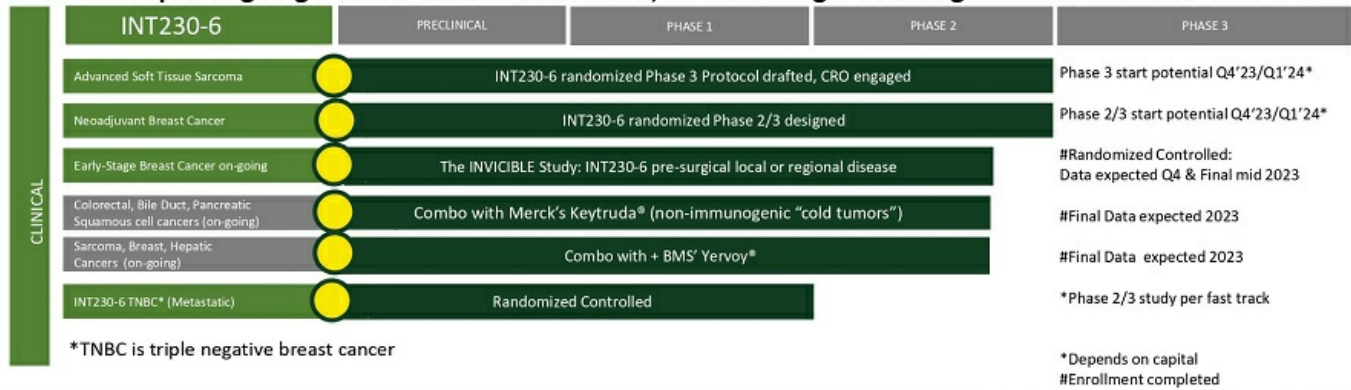 INT230-6 PRECLINICAL PHASE 1 PHASE 2 PHASE 3
CLINICAL
Advanced Soft Tissue Sarcoma
INT230-6 randomized Phase 3 Protocol drafted, CRO engaged
Phase 3 start potential Q4'23/Q1'24*
Neoadjuvant Breast Cancer
INT230-6 randomized Phase 2/3 designed
Phase 2/3 start potential Q4'23/Q1'24*
Early-Stage Breast Cancer on-going
The INVICIBLE Study: INT230-6 pre-surgical local or regional disease
#Randomized Controlled:
Data expected Q4 & Final mid 2023
Colorectal, Bile Duct, Pancreatic
Squamous cell cancers (on-going)
Combo with Merck's Keytruda® (non-immunogenic "cold tumors")
#Final Data expected 2023
Sarcoma, Breast, Hepatic
Cancers (on-going)
Combo with + BMS' Yervoy®
#Final Data expected 2023
INT230-6 TNBC* (Metastatic)
Randomized Controlled
*Phase 2/3 study per fast track
*TNBC is triple negative breast cancer
*Depends on capital
#Enrollment completed